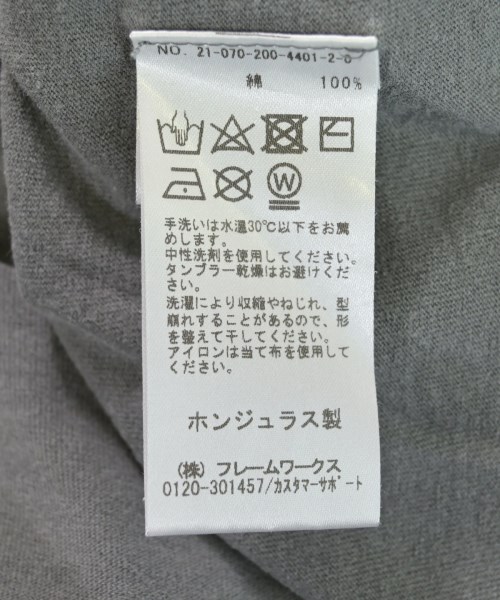 NO. 21-070-200-4401-2-0
綿 100%
手洗いは水温30℃以下をお薦
めします。
中性洗剤を使用してください。
タンブラー乾燥はお避けくださ
い。
洗濯により収縮やねじれ、型
崩れすることがあるので、形
を整えて干してください。
アイロンは当て布を使用して
ください。
ホンジュラス製
(株) フレームワークス
0120-301457/カスタマーサポート